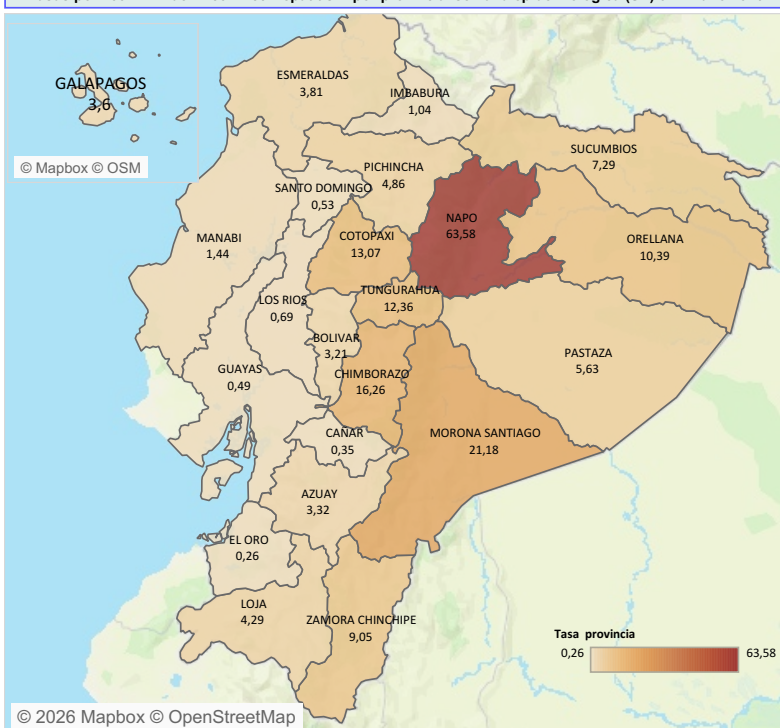 GALAPAGOS
3,6
© Mapbox © OSM
ESMERALDAS
3,81
IMBABURA
1,04
SUCUMBIOS
7,29
PICHINCHA
4,86
SANTO DOMINGO
0,53
NAPO
63,58
MANABI
1,44
COTOPAXI
13,07
ORELLANA
10,39
TUNGURAHUA
12,36
LOS RIOS
0,69
BOLIVAR
3,21
PASTAZA
5,63
GUAYAS
0,49
CHIMBORAZO
16,26
CAÑAR
0,35
MORONA SANTIAGO
21,18
AZUAY
3,32
EL ORO
0,26
LOJA
4,29
ZAMORA CHINCHIPE
9,05
Tasa provincia
0,26
63,58
© 2026 Mapbox © OpenStreetMap